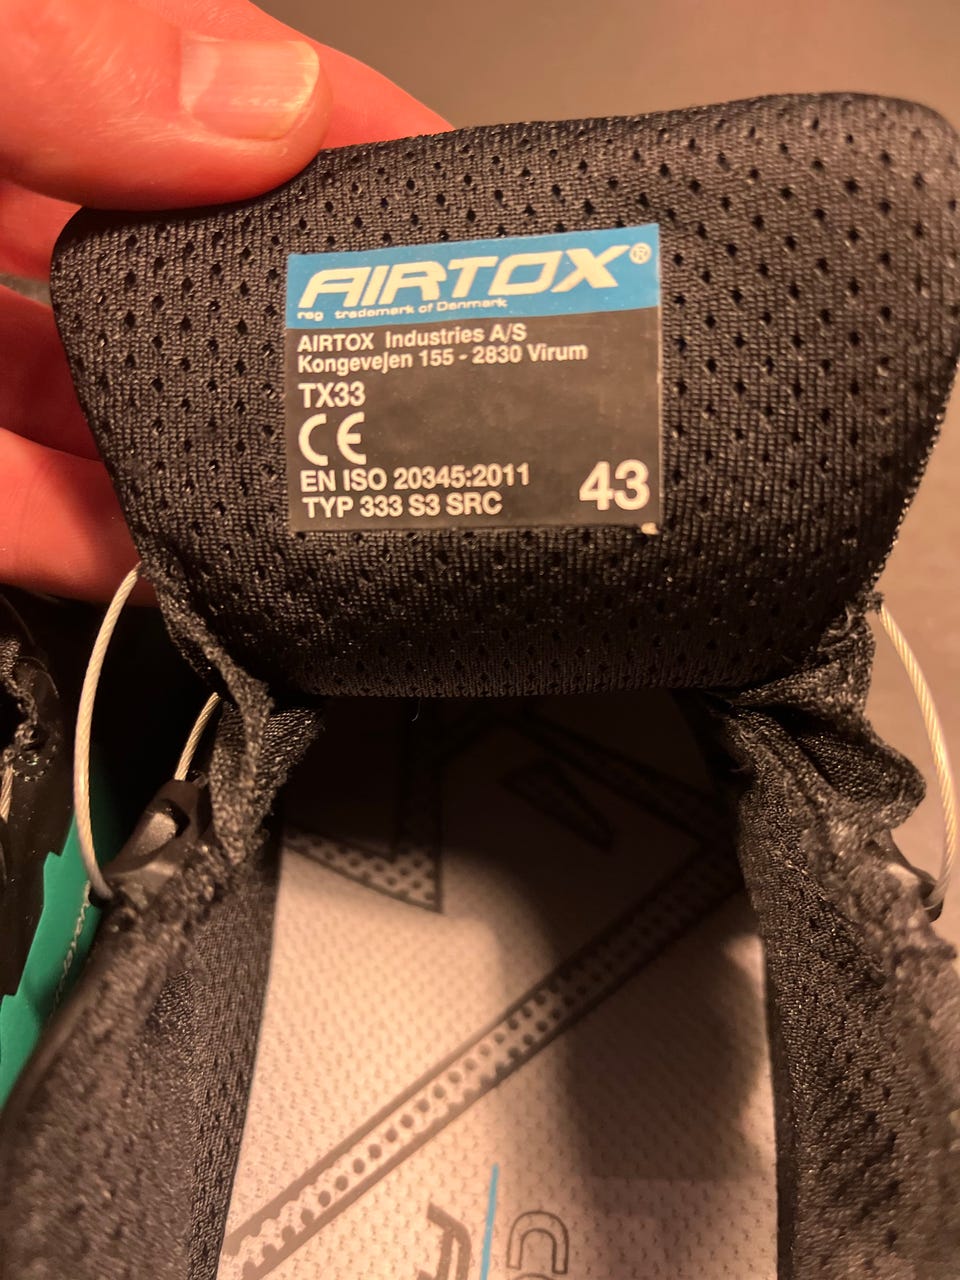 AIRTOX®
reg trademark of Denmark
AIRTOX Industries A/S
Kongevejen 155 - 2830 Virum
TX33
CE
EN ISO 20345:2011
TYP 333 S3 SRC
43